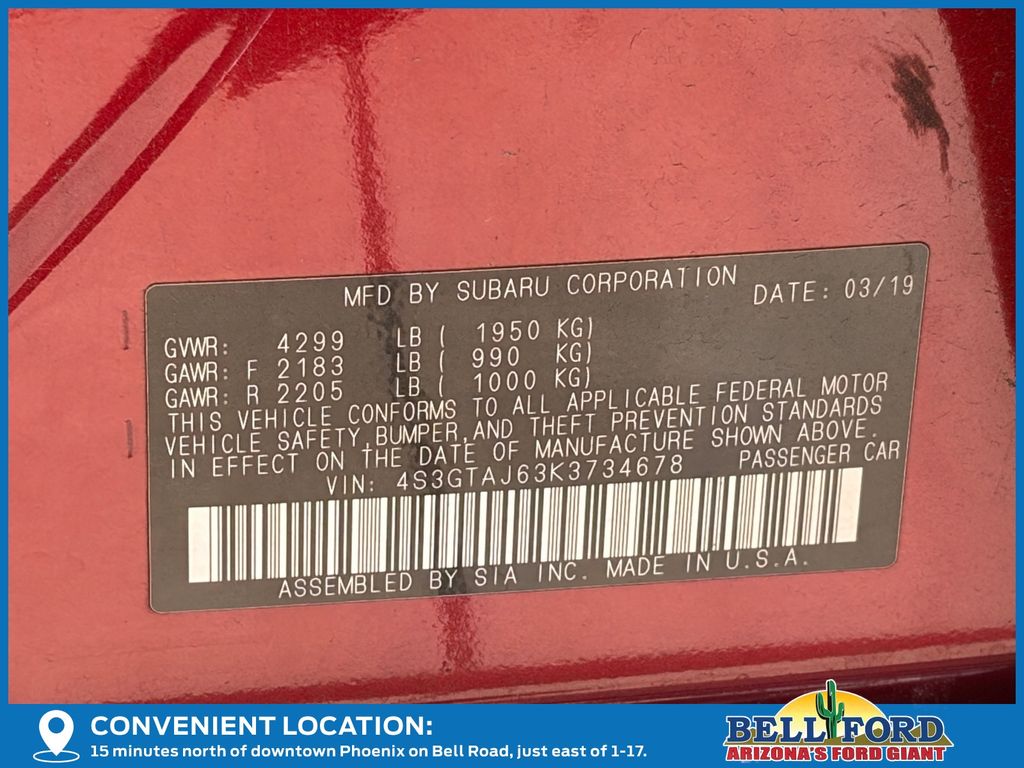 MFD BY SUBARU CORPORATION DATE: 03/19
GVWR: 4299 LB ( 1950 KG)
GAWR: F 2183 LB ( 990 KG)
GAWR: R 2205 LB ( 1000 KG)
THIS VEHICLE CONFORMS TO ALL APPLICABLE FEDERAL MOTOR
VEHICLE SAFETY,BUMPER,AND THEFT PREVENTION STANDARDS
IN EFFECT ON THE DATE OF MANUFACTURE SHOWN ABOVE.
VIN: 4S3GTAJ63K3734678 PASSENGER CAR
ASSEMBLED BY SIA INC. MADE IN U.S.A.
CONVENIENT LOCATION:
15 minutes north of downtown Phoenix on Bell Road, just east of 1-17.
BELL FORD
ARIZONA'S FORD GIANT